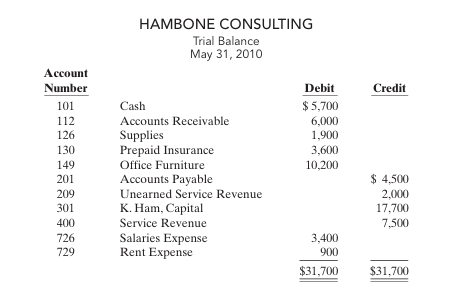 HAMBONE CONSULTING
Trial Balance
May 31, 2010
Account
Number Debit Credit
101 Cash $ 5,700
112 Accounts Receivable 6,000
126 Supplies 1,900
130 Prepaid Insurance 3,600
149 Office Furniture 10,200
201 Accounts Payable $ 4,500
209 Unearned Service Revenue 2,000
301 K. Ham, Capital 17,700
400 Service Revenue 7,500
726 Salaries Expense 3,400
729 Rent Expense 900
$31,700 $31,700